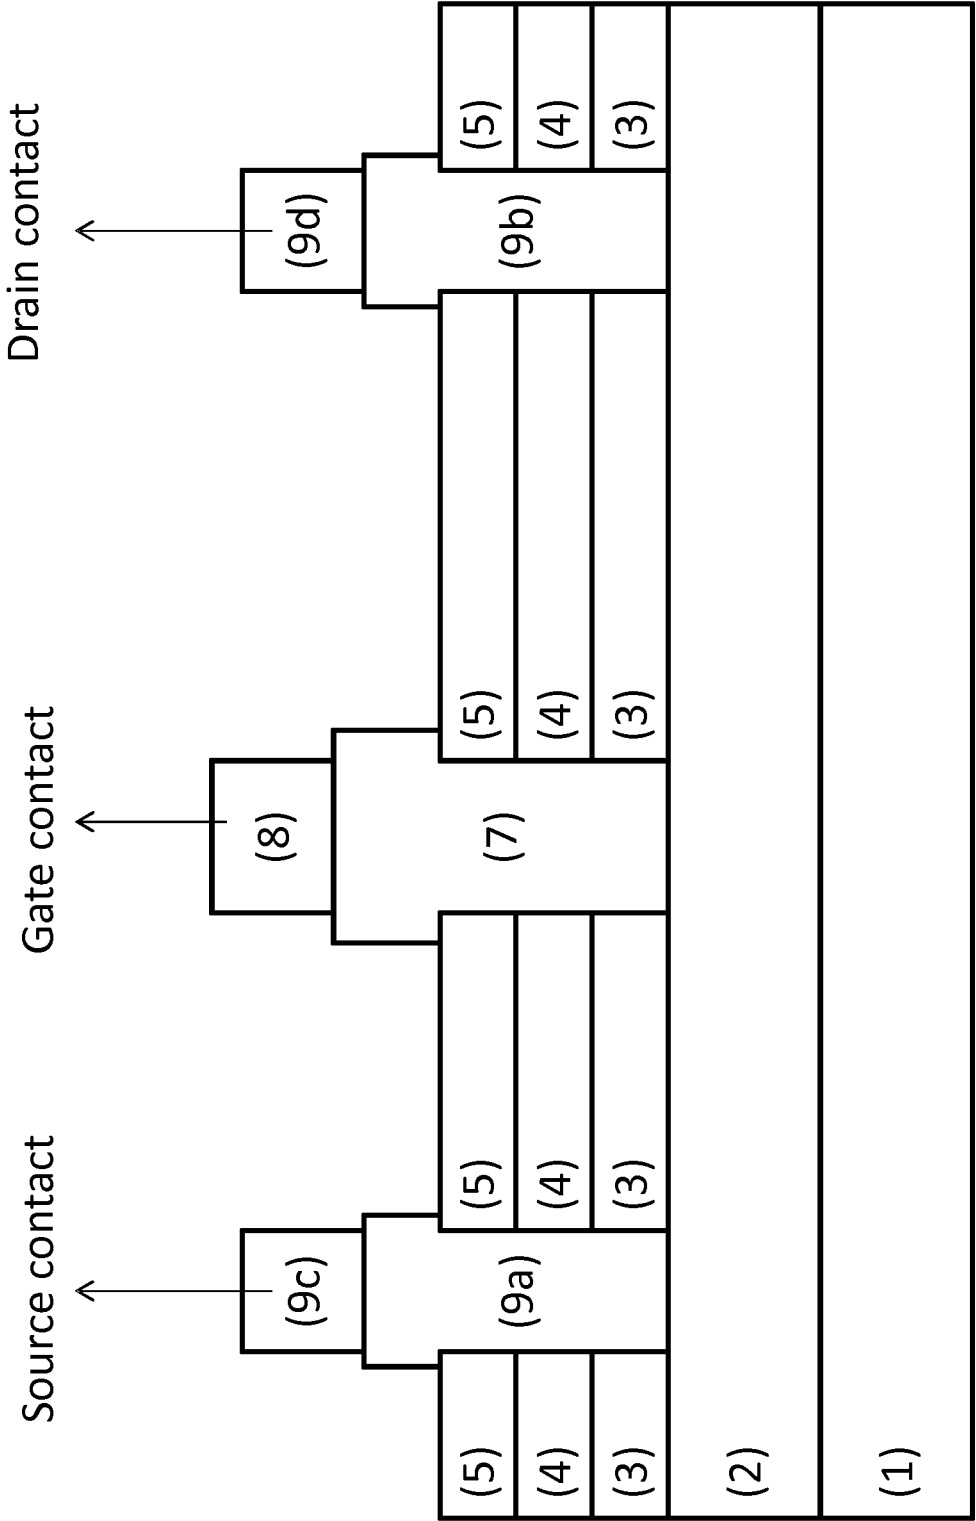 Source contact Gate contact Drain contact
(9c) (8) (9d)
(5) (5) (5) (5)
(9a) (7) (9b)
(4) (4) (4) (4)
(3) (3) (3) (3)
(2)
(1)